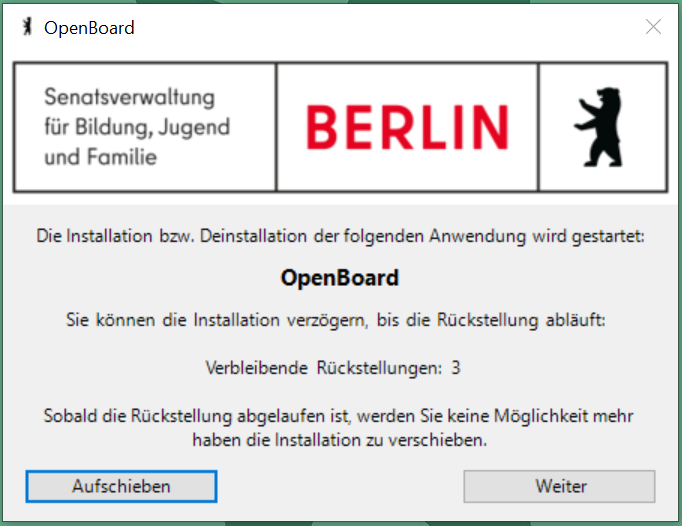 OpenBoard
Senatsverwaltung
für Bildung, Jugend
und Familie
BERLIN
Die Installation bzw. Deinstallation der folgenden Anwendung wird gestartet:
OpenBoard
Sie können die Installation verzögern, bis die Rückstellung abläuft:
Verbleibende Rückstellungen: 3
Sobald die Rückstellung abgelaufen ist, werden Sie keine Möglichkeit mehr
haben die Installation zu verschieben.
Aufschieben
Weiter